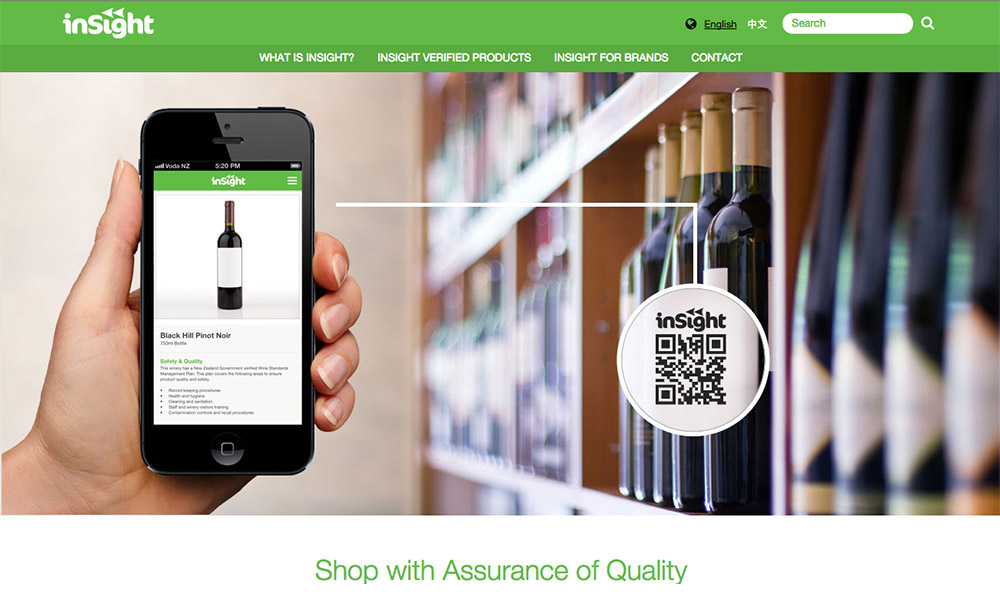 inSight
English 中文 Search
WHAT IS INSIGHT? INSIGHT VERIFIED PRODUCTS INSIGHT FOR BRANDS CONTACT
Voda NZ 5:20 PM
inSight
Black Hill Pinot Noir
750ml Bottle
Safety & Quality
This winery has a New Zealand Government verified Wine Standards
Management Plan. This plan covers the following areas to ensure
product quality and safety.
• Record keeping procedures
• Health and hygiene
• Cleaning and sanitation
• Staff and winery visitors training
• Contamination controls and recall procedures
inSight
Shop with Assurance of Quality